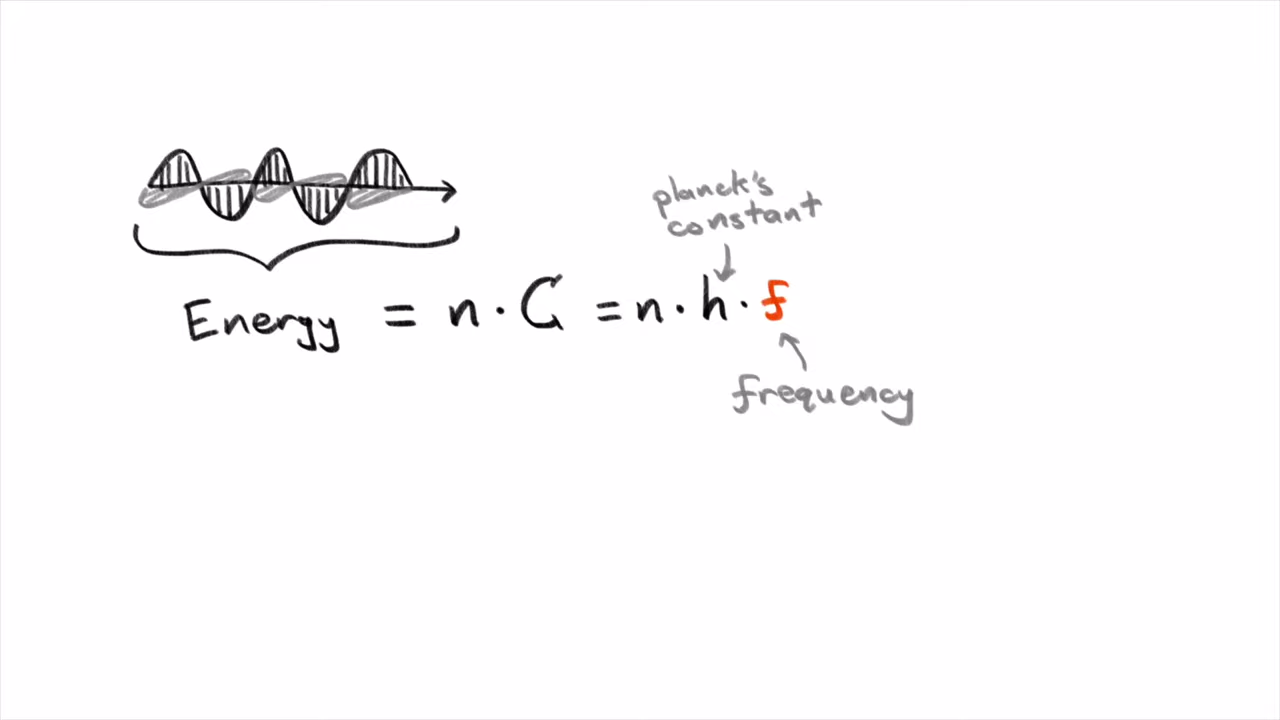 planck's
constant
Energy = n · C = n · h · f
frequency